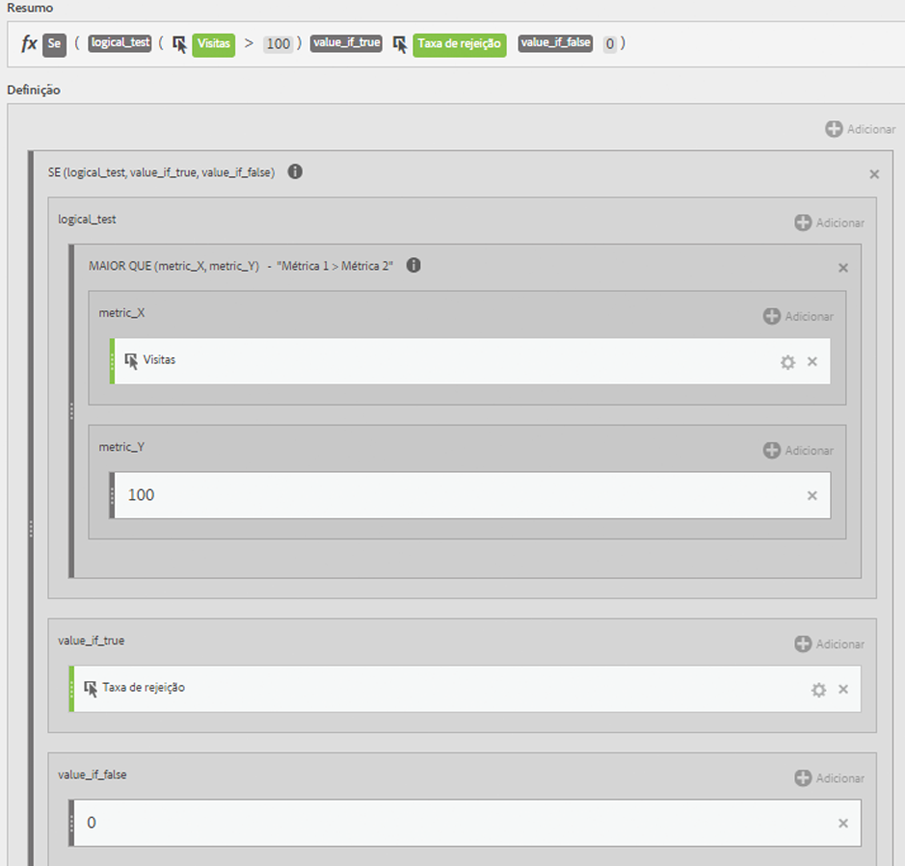 Resumo
fx Se ( logical_test ( Visitas > 100 ) value_if_true Taxa de rejeição value_if_false 0 )
Definição
Adicionar
SE (logical_test, value_if_true, value_if_false)
logical_test
Adicionar
MAIOR QUE (metric_X, metric_Y) - "Métrica 1 > Métrica 2"
metric_X
Adicionar
Visitas
metric_Y
Adicionar
100
value_if_true
Adicionar
Taxa de rejeição
value_if_false
Adicionar
0